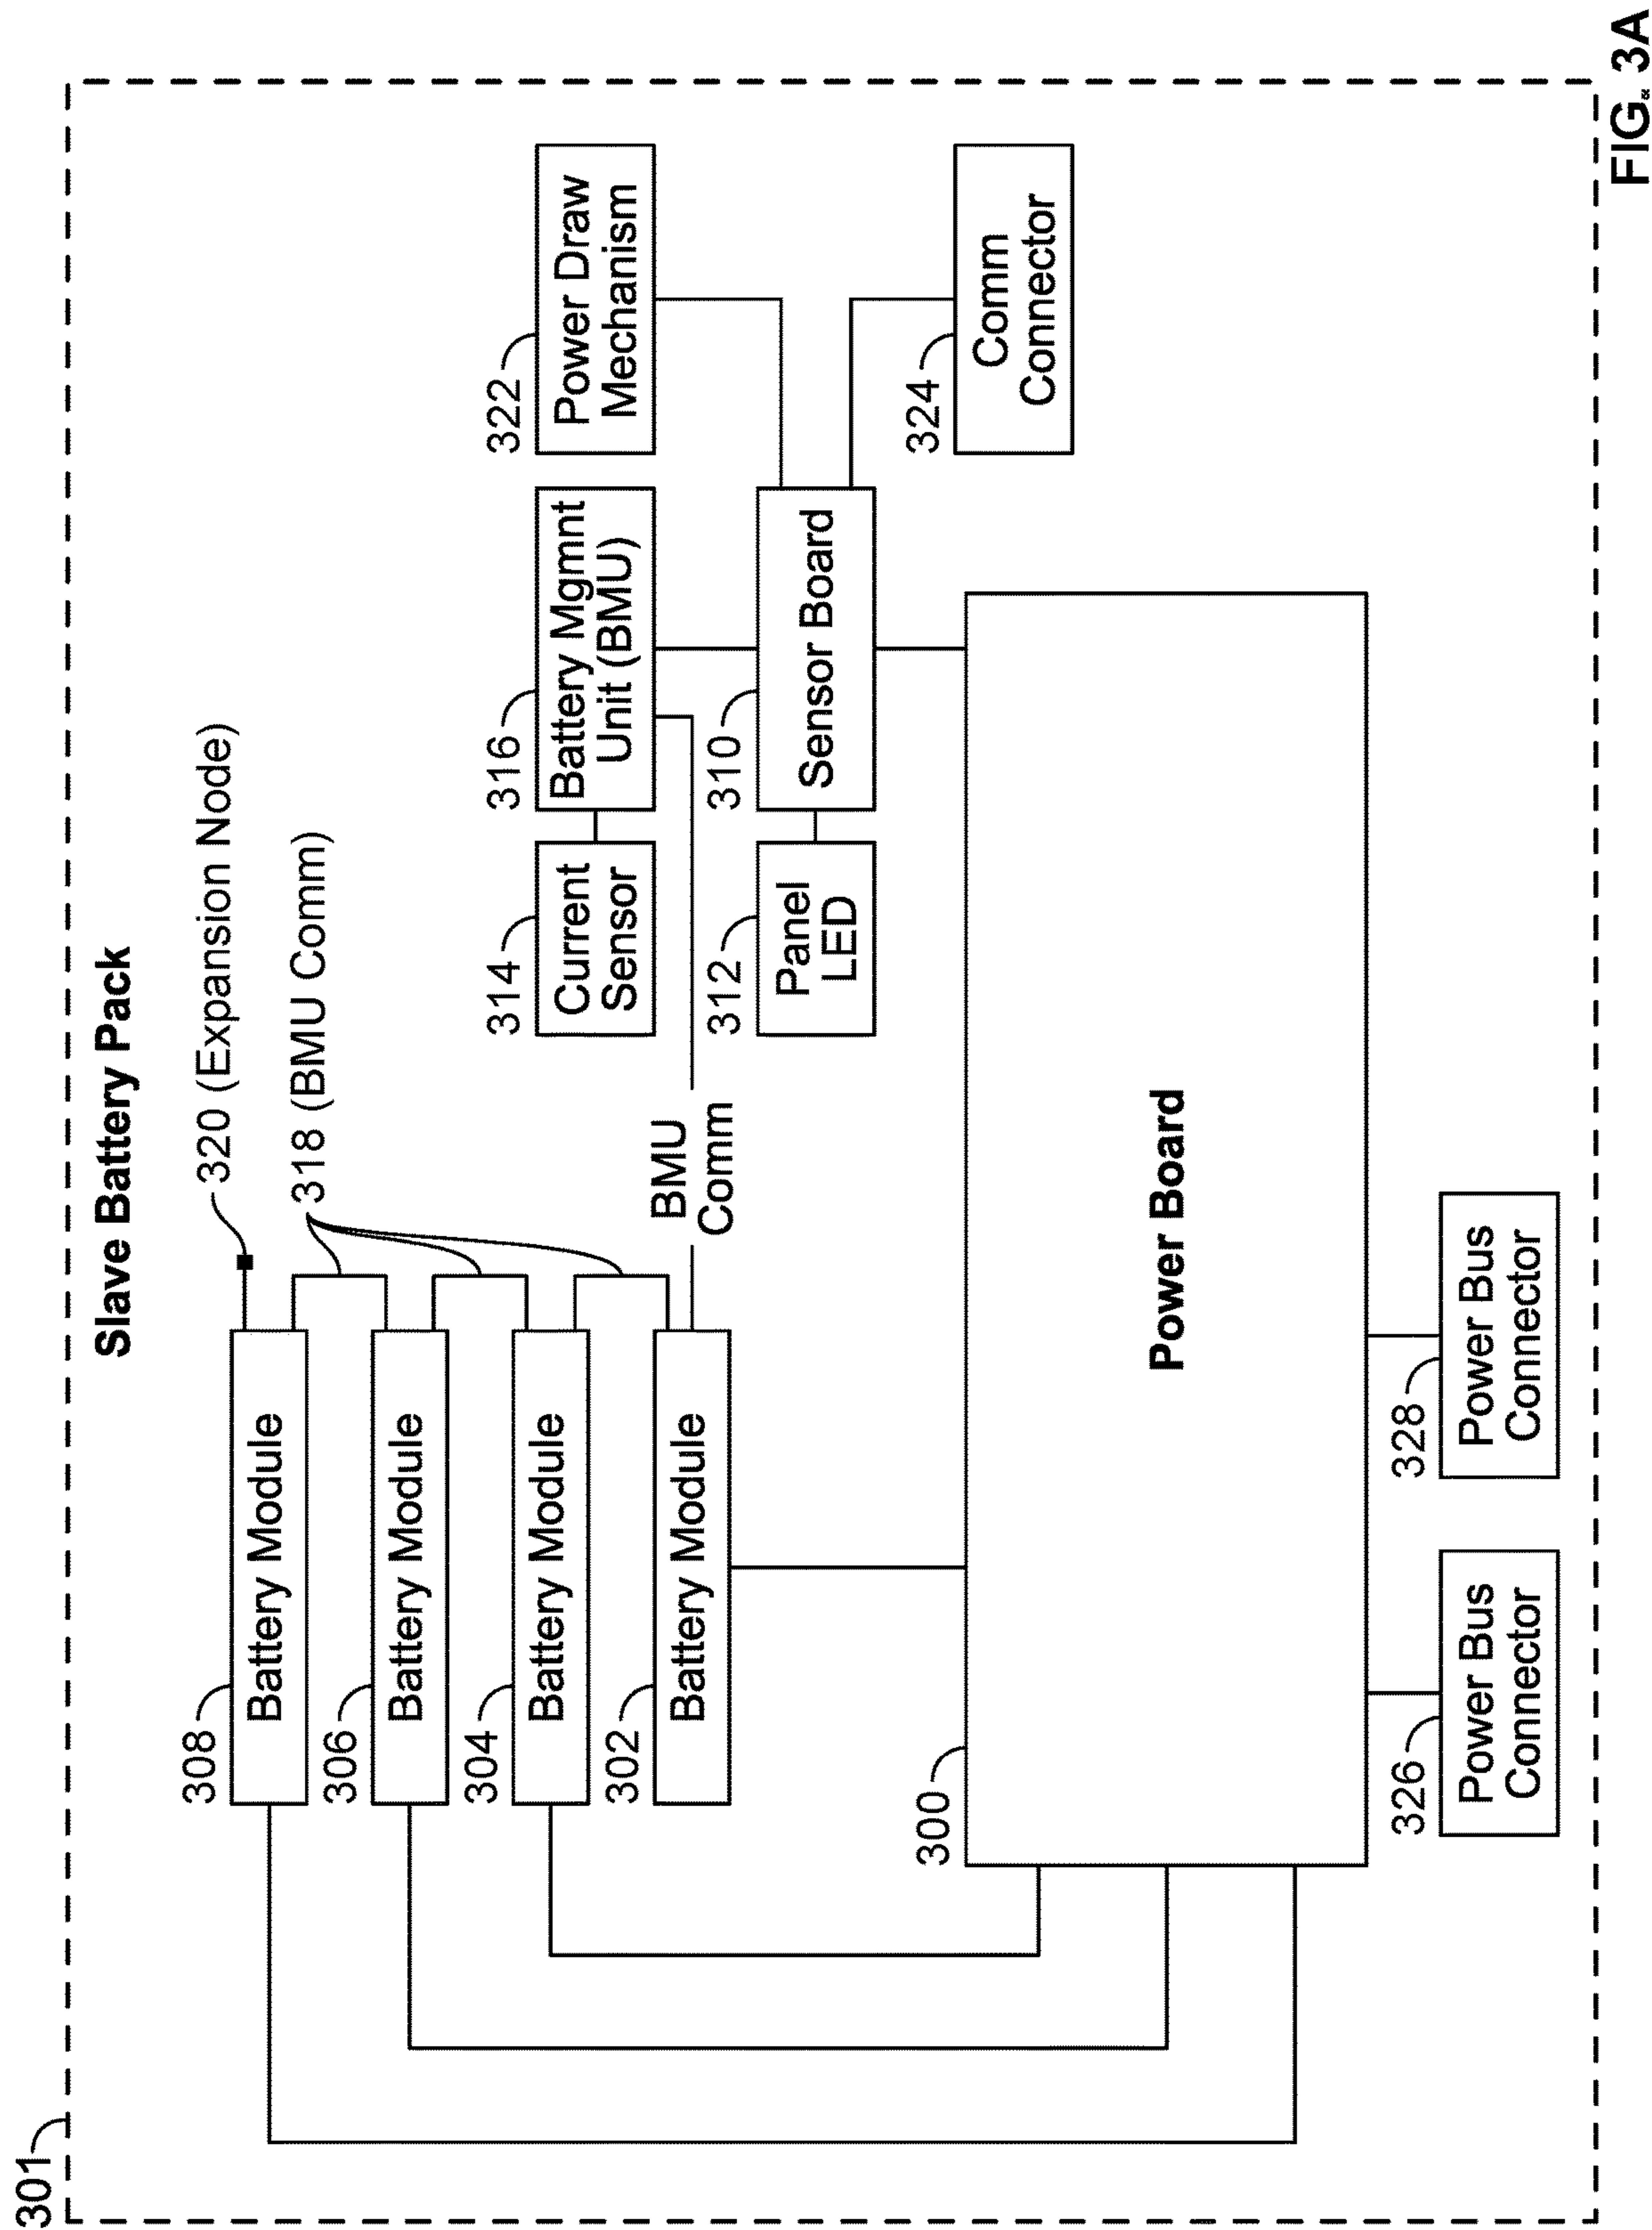 301
Slave Battery Pack
320 (Expansion Node)
318 (BMU Comm)
308
Battery Module
306
Battery Module
304
Battery Module
302
Battery Module
BMU
Comm
314
Current
Sensor
316
Battery Mgmnt
Unit (BMU)
322
Power Draw
Mechanism
312
Panel
LED
310
Sensor Board
324
Comm
Connector
300
Power Board
326
Power Bus
Connector
328
Power Bus
Connector
FIG. 3A